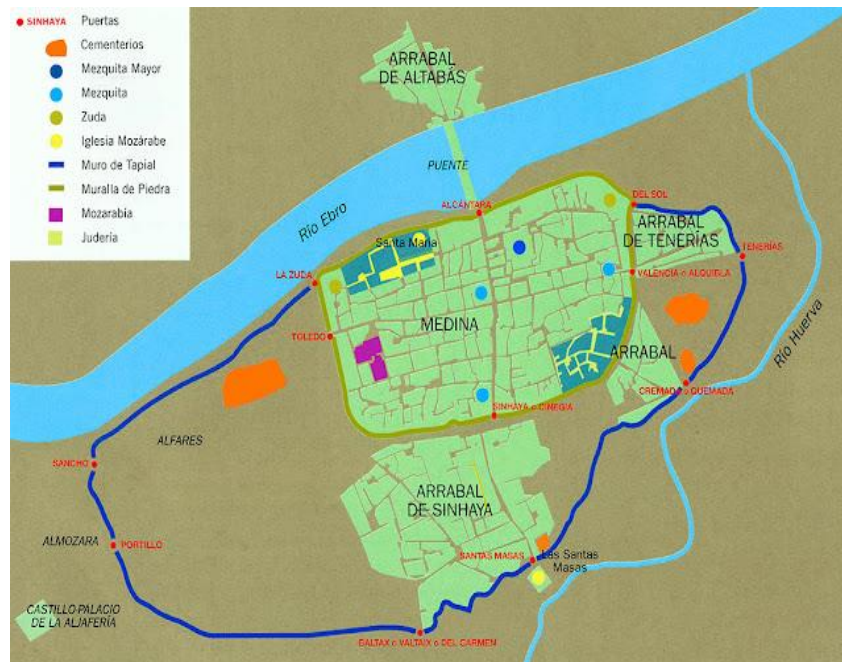 SINHAYA Puertas
Cementerios
Mezquita Mayor
Mezquita
Zuda
Iglesia Mozárabe
Muro de Tapial
Muralla de Piedra
Mozarabia
Judería
ARRABAL
DE ALTABÁS
PUENTE
Río Ebro
ALCÁNTARA
DEL SOL
Santa María
ARRABAL
DE TENERÍAS
TENERÍAS
LA ZUDA
VALENCIA o ALQUIBLA
TOLEDO
MEDINA
ARRABAL
Río Huerva
CREMADA o QUEMADA
SINHAYA o CINEGIA
ALFARES
SANCHO
ARRABAL
DE SINHAYA
ALMOZARA
PORTILLO
SANTAS MASAS
Las Santas
Masas
CASTILLO-PALACIO
DE LA ALJAFERÍA
BALTAX o VALTAIX o DEL CARMEN